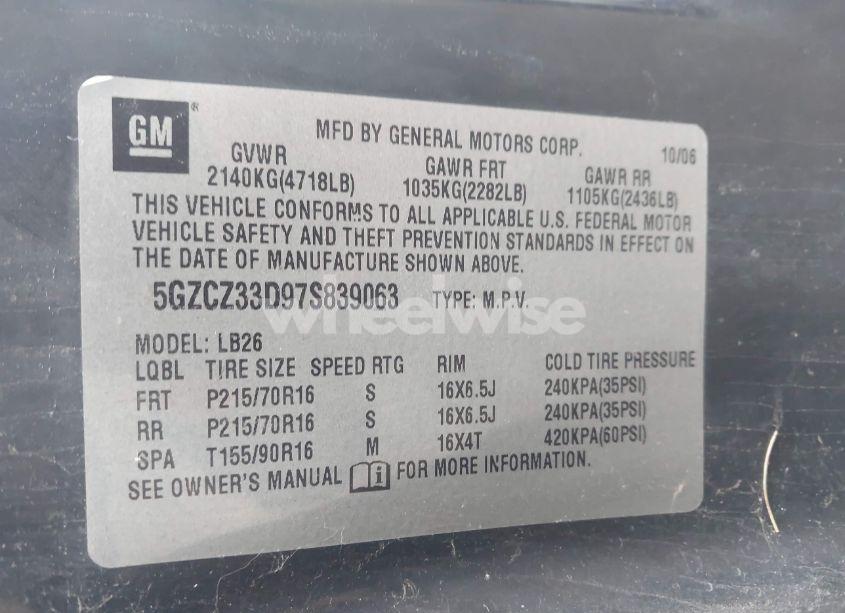 GM ®
MFD BY GENERAL MOTORS CORP. 10/06
GVWR GAWR FRT GAWR RR
2140KG(4718LB) 1035KG(2282LB) 1105KG(2436LB)
THIS VEHICLE CONFORMS TO ALL APPLICABLE U.S. FEDERAL MOTOR
VEHICLE SAFETY AND THEFT PREVENTION STANDARDS IN EFFECT ON
THE DATE OF MANUFACTURE SHOWN ABOVE.
5GZCZ33D97S839063 TYPE: M.P.V.
wheelwise
MODEL: LB26
LQBL TIRE SIZE SPEED RTG RIM COLD TIRE PRESSURE
FRT P215/70R16 S 16X6.5J 240KPA(35PSI)
RR P215/70R16 S 16X6.5J 240KPA(35PSI)
SPA T155/90R16 M 16X4T 420KPA(60PSI)
SEE OWNER'S MANUAL i FOR MORE INFORMATION.